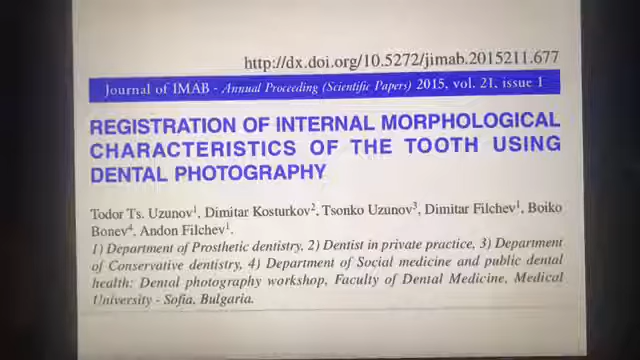 http://dx.doi.org/10.5272/jimab.2015211.677
Journal of IMAB - Annual Proceeding (Scientific Papers) 2015, vol. 21, issue 1
REGISTRATION OF INTERNAL MORPHOLOGICAL
CHARACTERISTICS OF THE TOOTH USING
DENTAL PHOTOGRAPHY
Todor Ts. Uzunov1, Dimitar Kosturkov2, Tsonko Uzunov3, Dimitar Filchev1, Boiko
Bonev4, Andon Filchev1.
1) Department of Prosthetic dentistry, 2) Dentist in private practice, 3) Department
of Conservative dentistry, 4) Department of Social medicine and public dental
health; Dental photography workshop, Faculty of Dental Medicine, Medical
University - Sofia, Bulgaria.